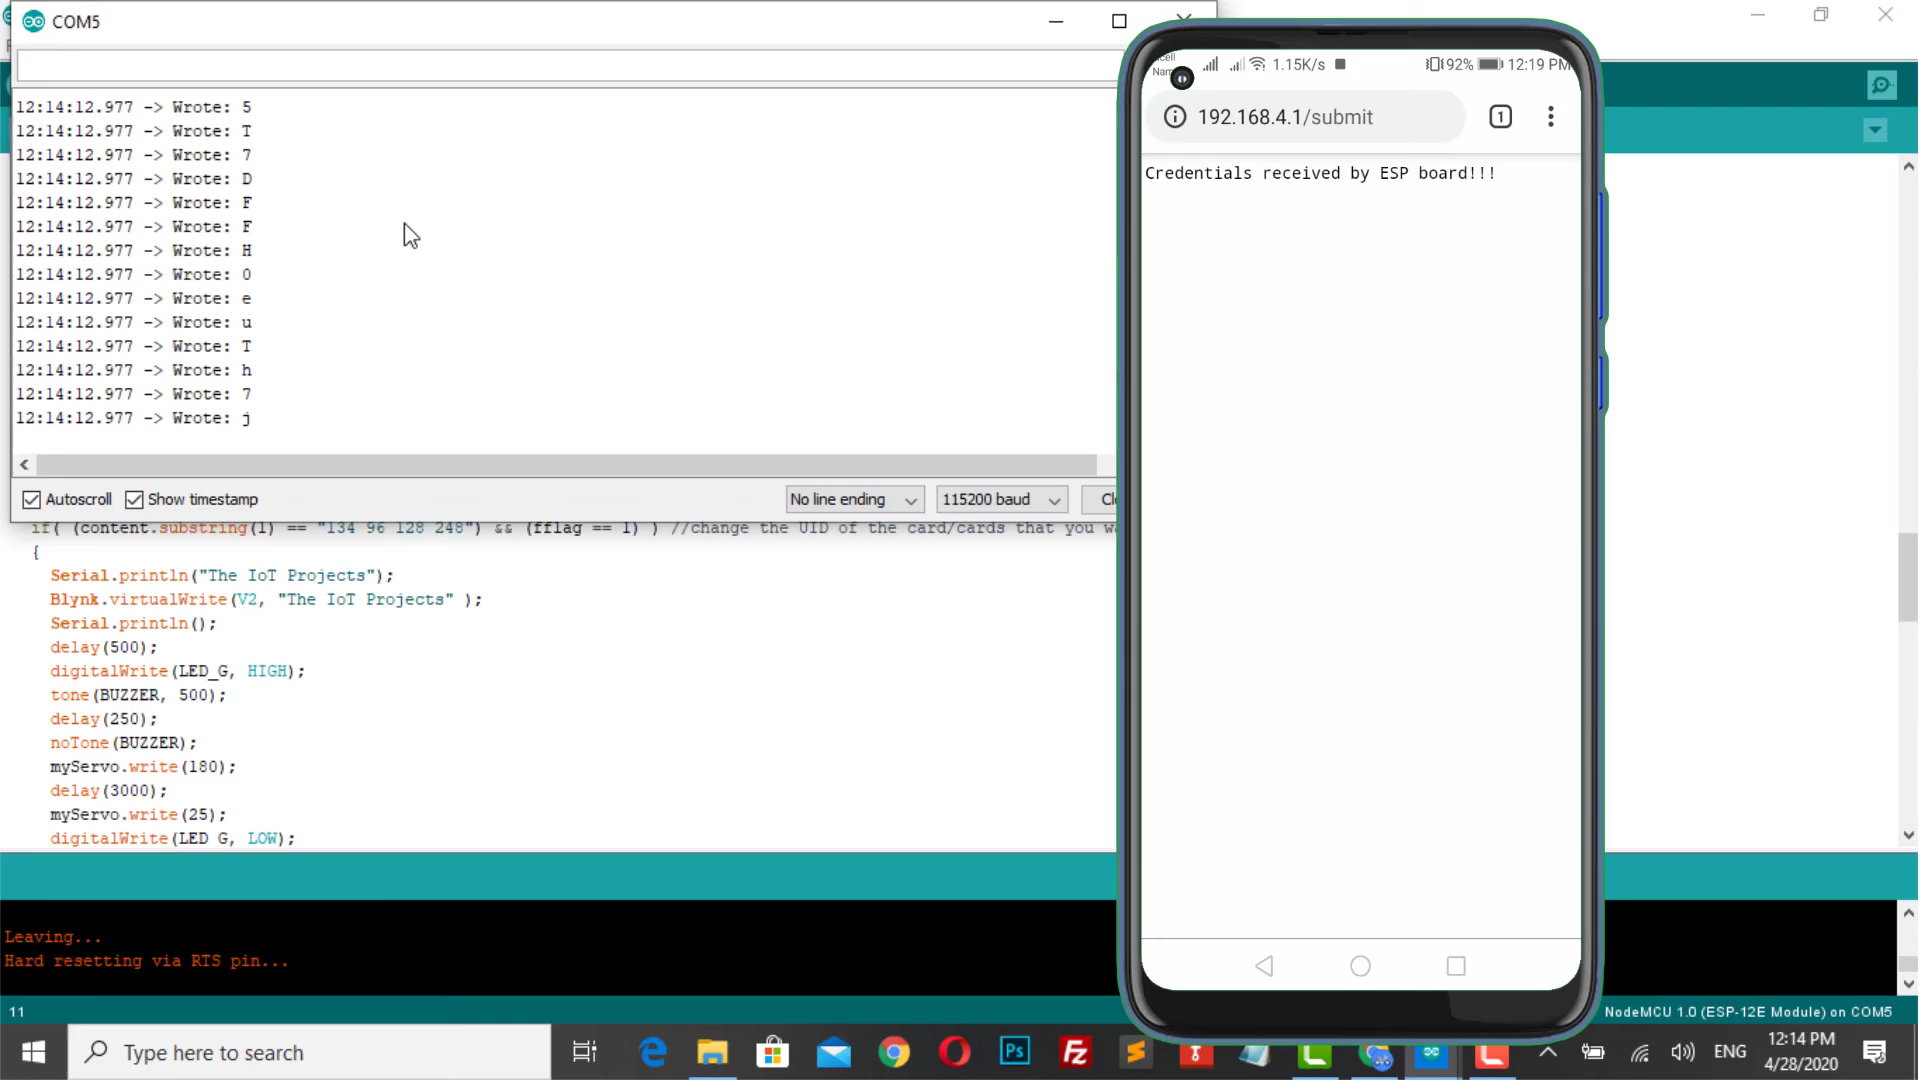 COM5
12:14:12.977 -> Wrote: 5
12:14:12.977 -> Wrote: T
12:14:12.977 -> Wrote: 7
12:14:12.977 -> Wrote: D
12:14:12.977 -> Wrote: F
12:14:12.977 -> Wrote: F
12:14:12.977 -> Wrote: H
12:14:12.977 -> Wrote: 0
12:14:12.977 -> Wrote: e
12:14:12.977 -> Wrote: u
12:14:12.977 -> Wrote: T
12:14:12.977 -> Wrote: h
12:14:12.977 -> Wrote: 7
12:14:12.977 -> Wrote: j
Autoscroll Show timestamp No line ending 115200 baud
if( (content.substring(1) == "134 96 128 248") && (fflag == 1) ) //change the UID of the card/cards that you
{
Serial.println("The IoT Projects");
Blynk.virtualWrite(V2, "The IoT Projects" );
Serial.println();
delay(500);
digitalWrite(LED_G, HIGH);
tone(BUZZER, 500);
delay(250);
noTone(BUZZER);
myServo.write(180);
delay(3000);
myServo.write(25);
digitalWrite(LED G, LOW);
Leaving...
Hard resetting via RTS pin...
11
NodeMCU 1.0 (ESP-12E Module) on COM5
1.15K/s 92% 12:19 PM
192.168.4.1/submit
1
Credentials received by ESP board!!!
Type here to search
Ps
Fz
ENG
12:14 PM
4/28/2020